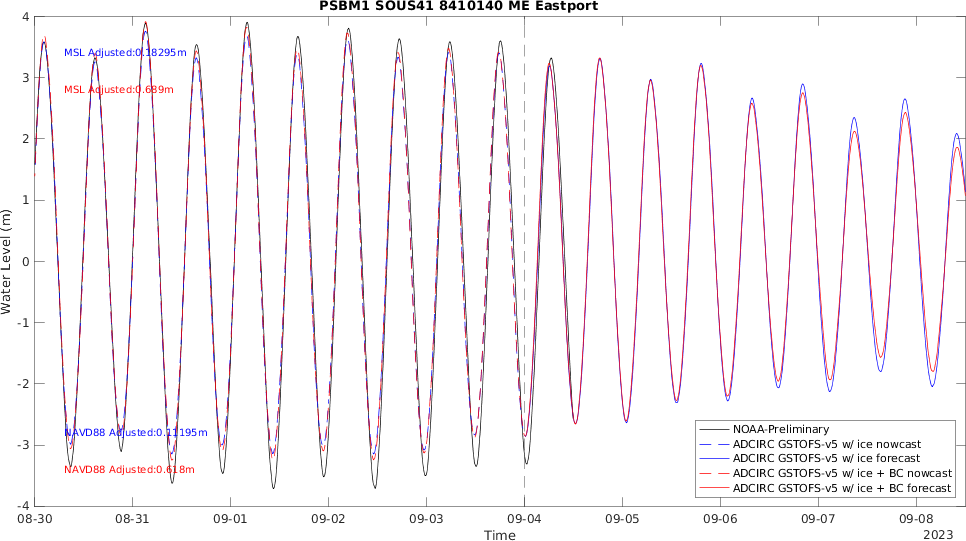 PSBM1 SOUS41 8410140 ME Eastport
4
3
2
1
0
-1
-2
-3
-4
Water Level (m)
MSL Adjusted:0.18295m
MSL Adjusted:0.689m
NAVD88 Adjusted:0.11195m
NAVD88 Adjusted:0.618m
NOAA-Preliminary
ADCIRC GSTOFS-v5 w/ ice nowcast
ADCIRC GSTOFS-v5 w/ ice forecast
ADCIRC GSTOFS-v5 w/ ice + BC nowcast
ADCIRC GSTOFS-v5 w/ ice + BC forecast
08-30 08-31 09-01 09-02 09-03 09-04 09-05 09-06 09-07 09-08
Time
2023